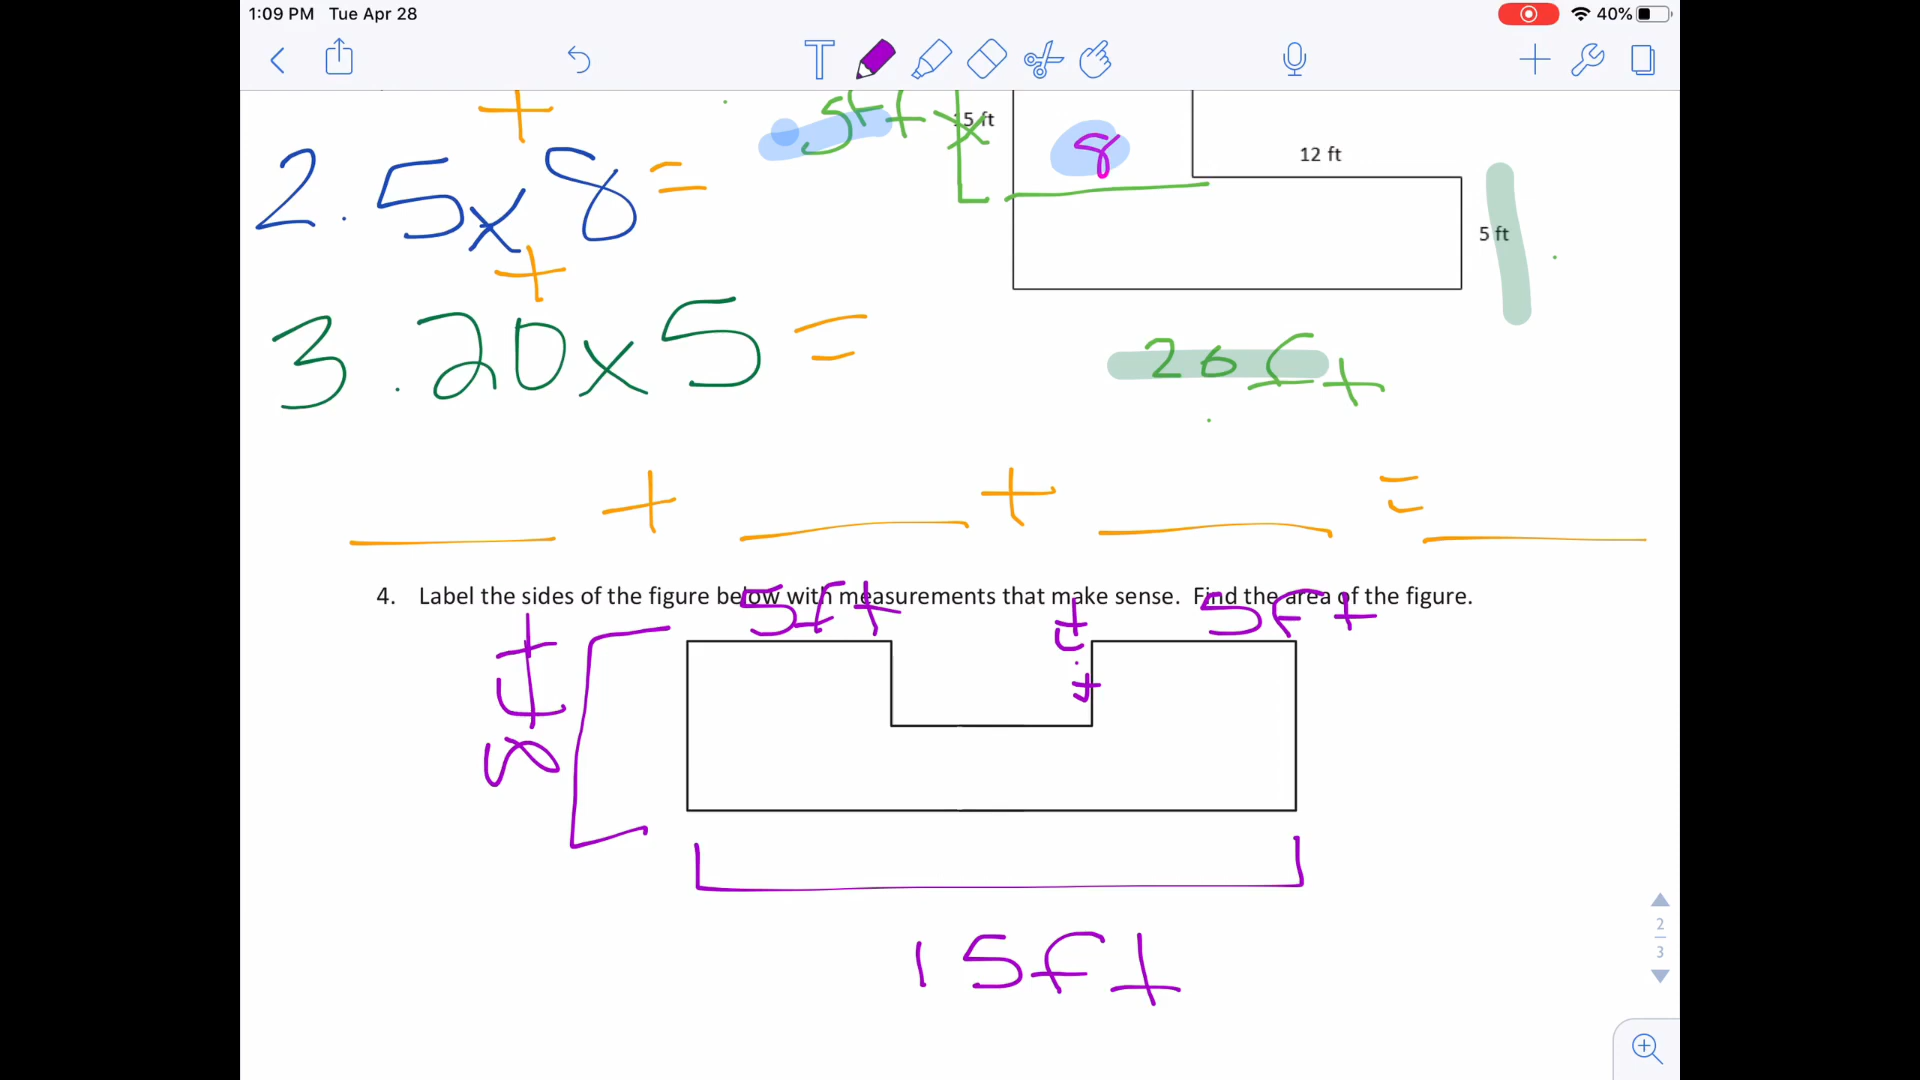 1:09 PM Tue Apr 28
40%
T
5ft
15 ft
8
12 ft
2. 5x8=
5 ft
3. 20x5=
20 ft
+ + =
4. Label the sides of the figure below with measurements that make sense. Find the area of the figure.
5ft
5ft
8 ft
15ft
2
3